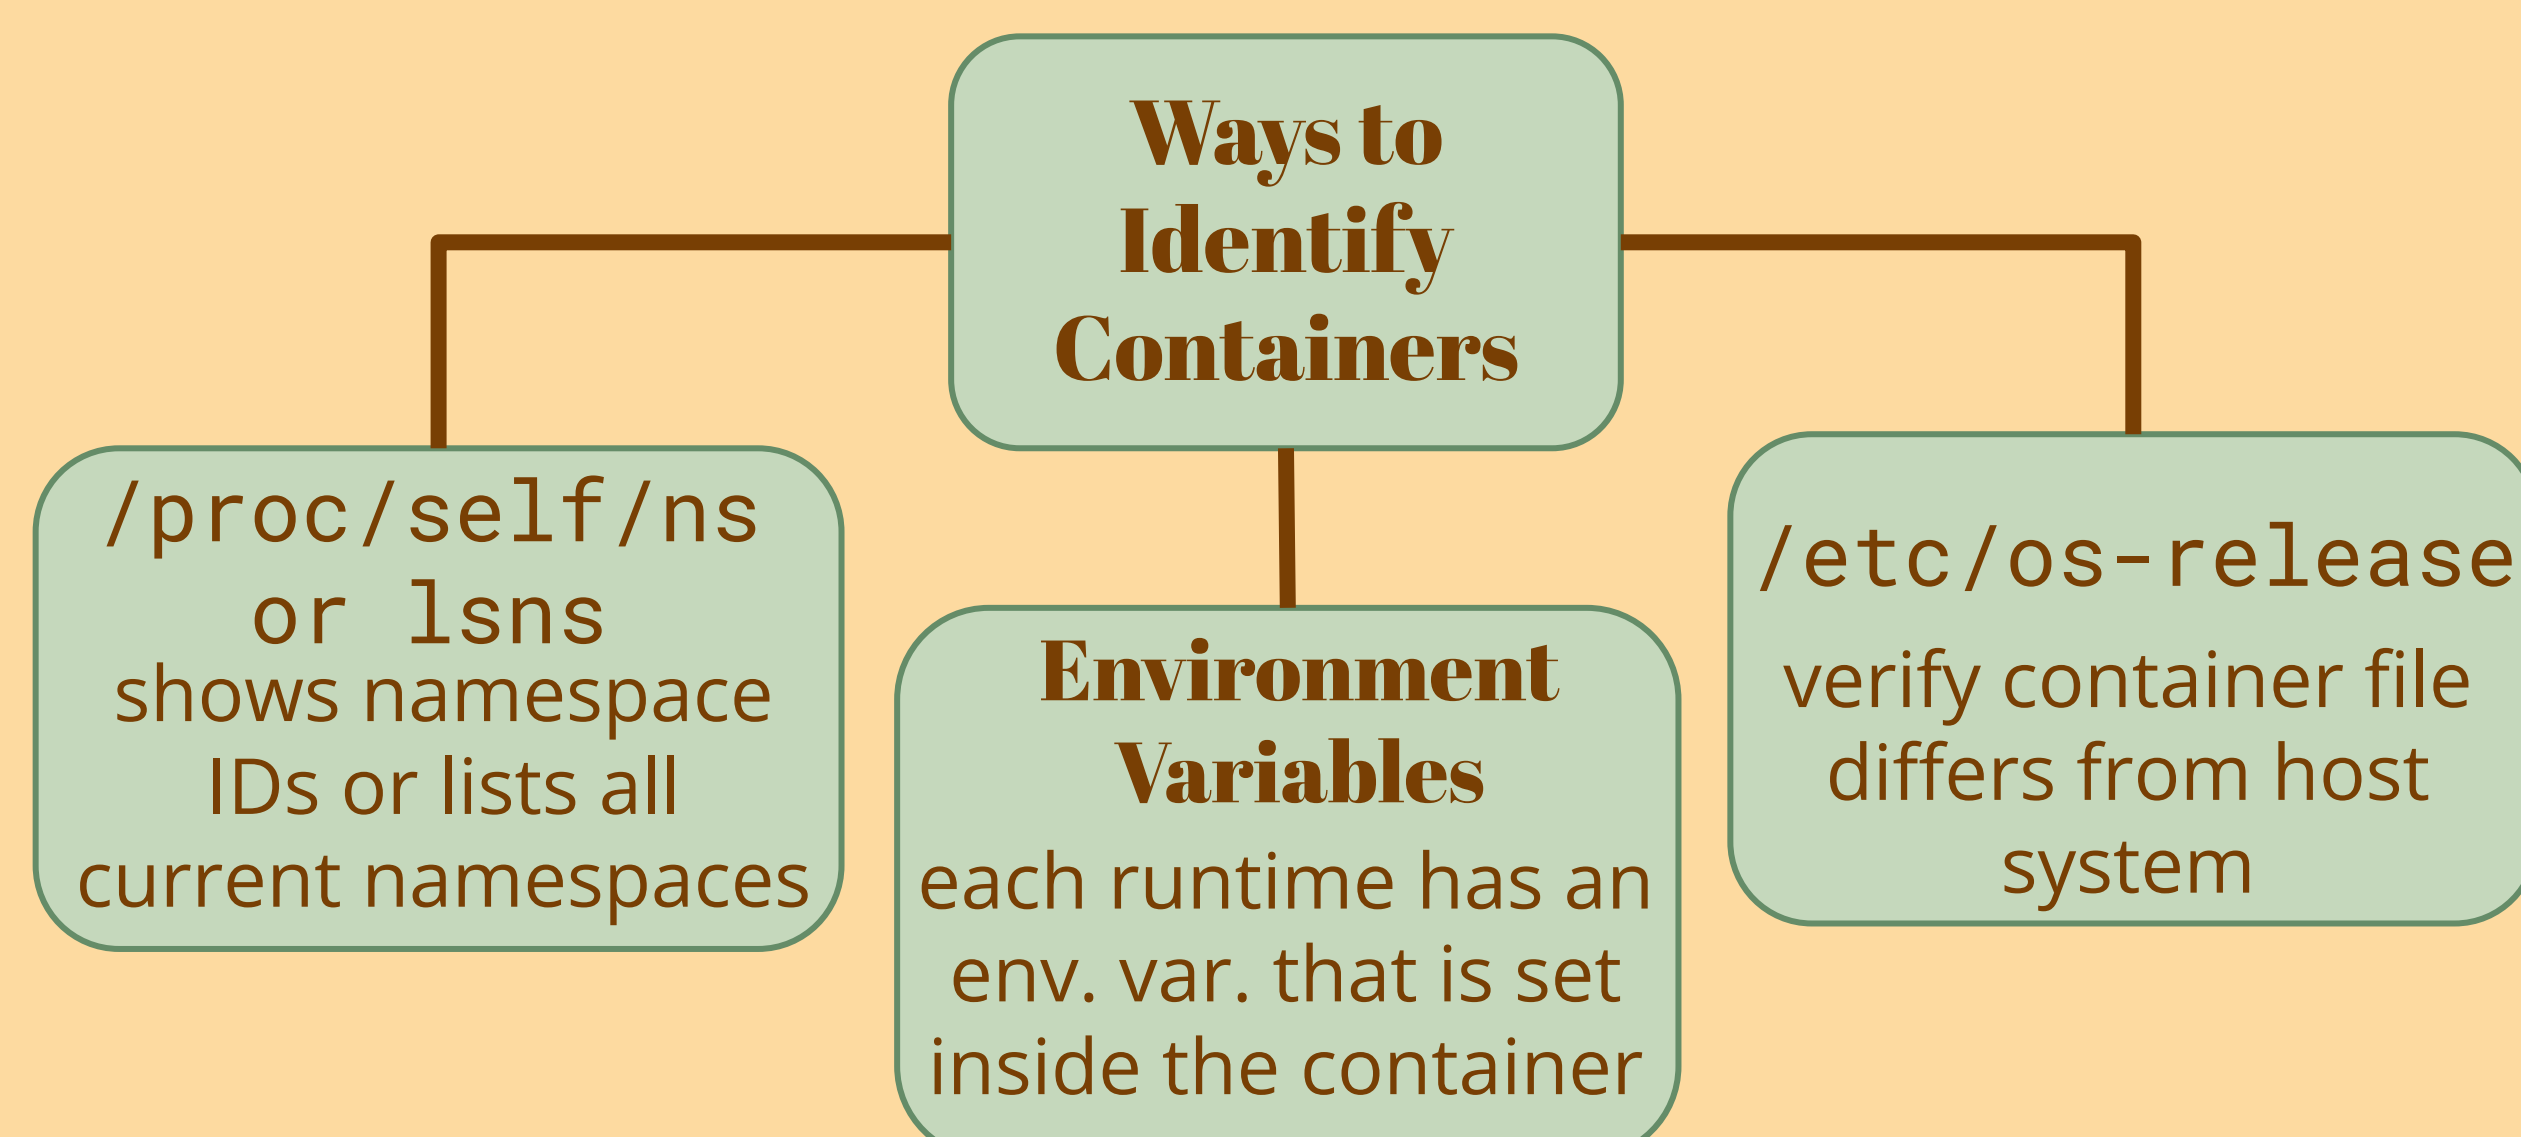 Ways to
Identify
Containers
/proc/self/ns
or lsns
shows namespace
IDs or lists all
current namespaces
Environment
Variables
each runtime has an
env. var. that is set
inside the container
/etc/os-release
verify container file
differs from host
system